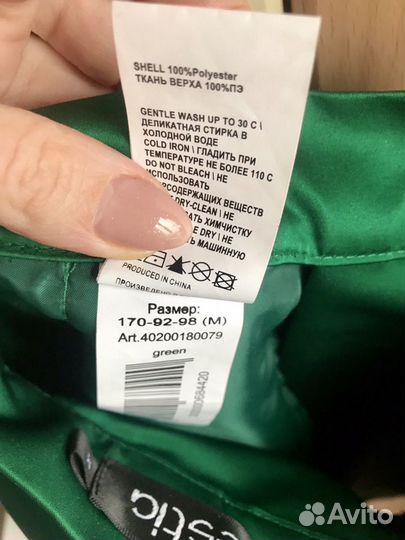 SHELL 100%Polyester
ТКАНЬ ВЕРХА 100%ПЭ
GENTLE WASH UP TO 30 C \
ДЕЛИКАТНАЯ СТИРКА В
ХОЛОДНОЙ ВОДЕ
COLD IRON \ ГЛАДИТЬ ПРИ
ТЕМПЕРАТУРЕ НЕ БОЛЕЕ 110 С
DO NOT BLEACH \ НЕ
ИСПОЛЬЗОВАТЬ
ВЕЩЕСТВ
DRY-CLEAN \ НЕ
ХИМЧИСТКУ
DRY \ НЕ
МАШИННУЮ
PRODUCED IN CHINA
Размер:
170-92-98 (M)
Art.40200180079
green
Avito